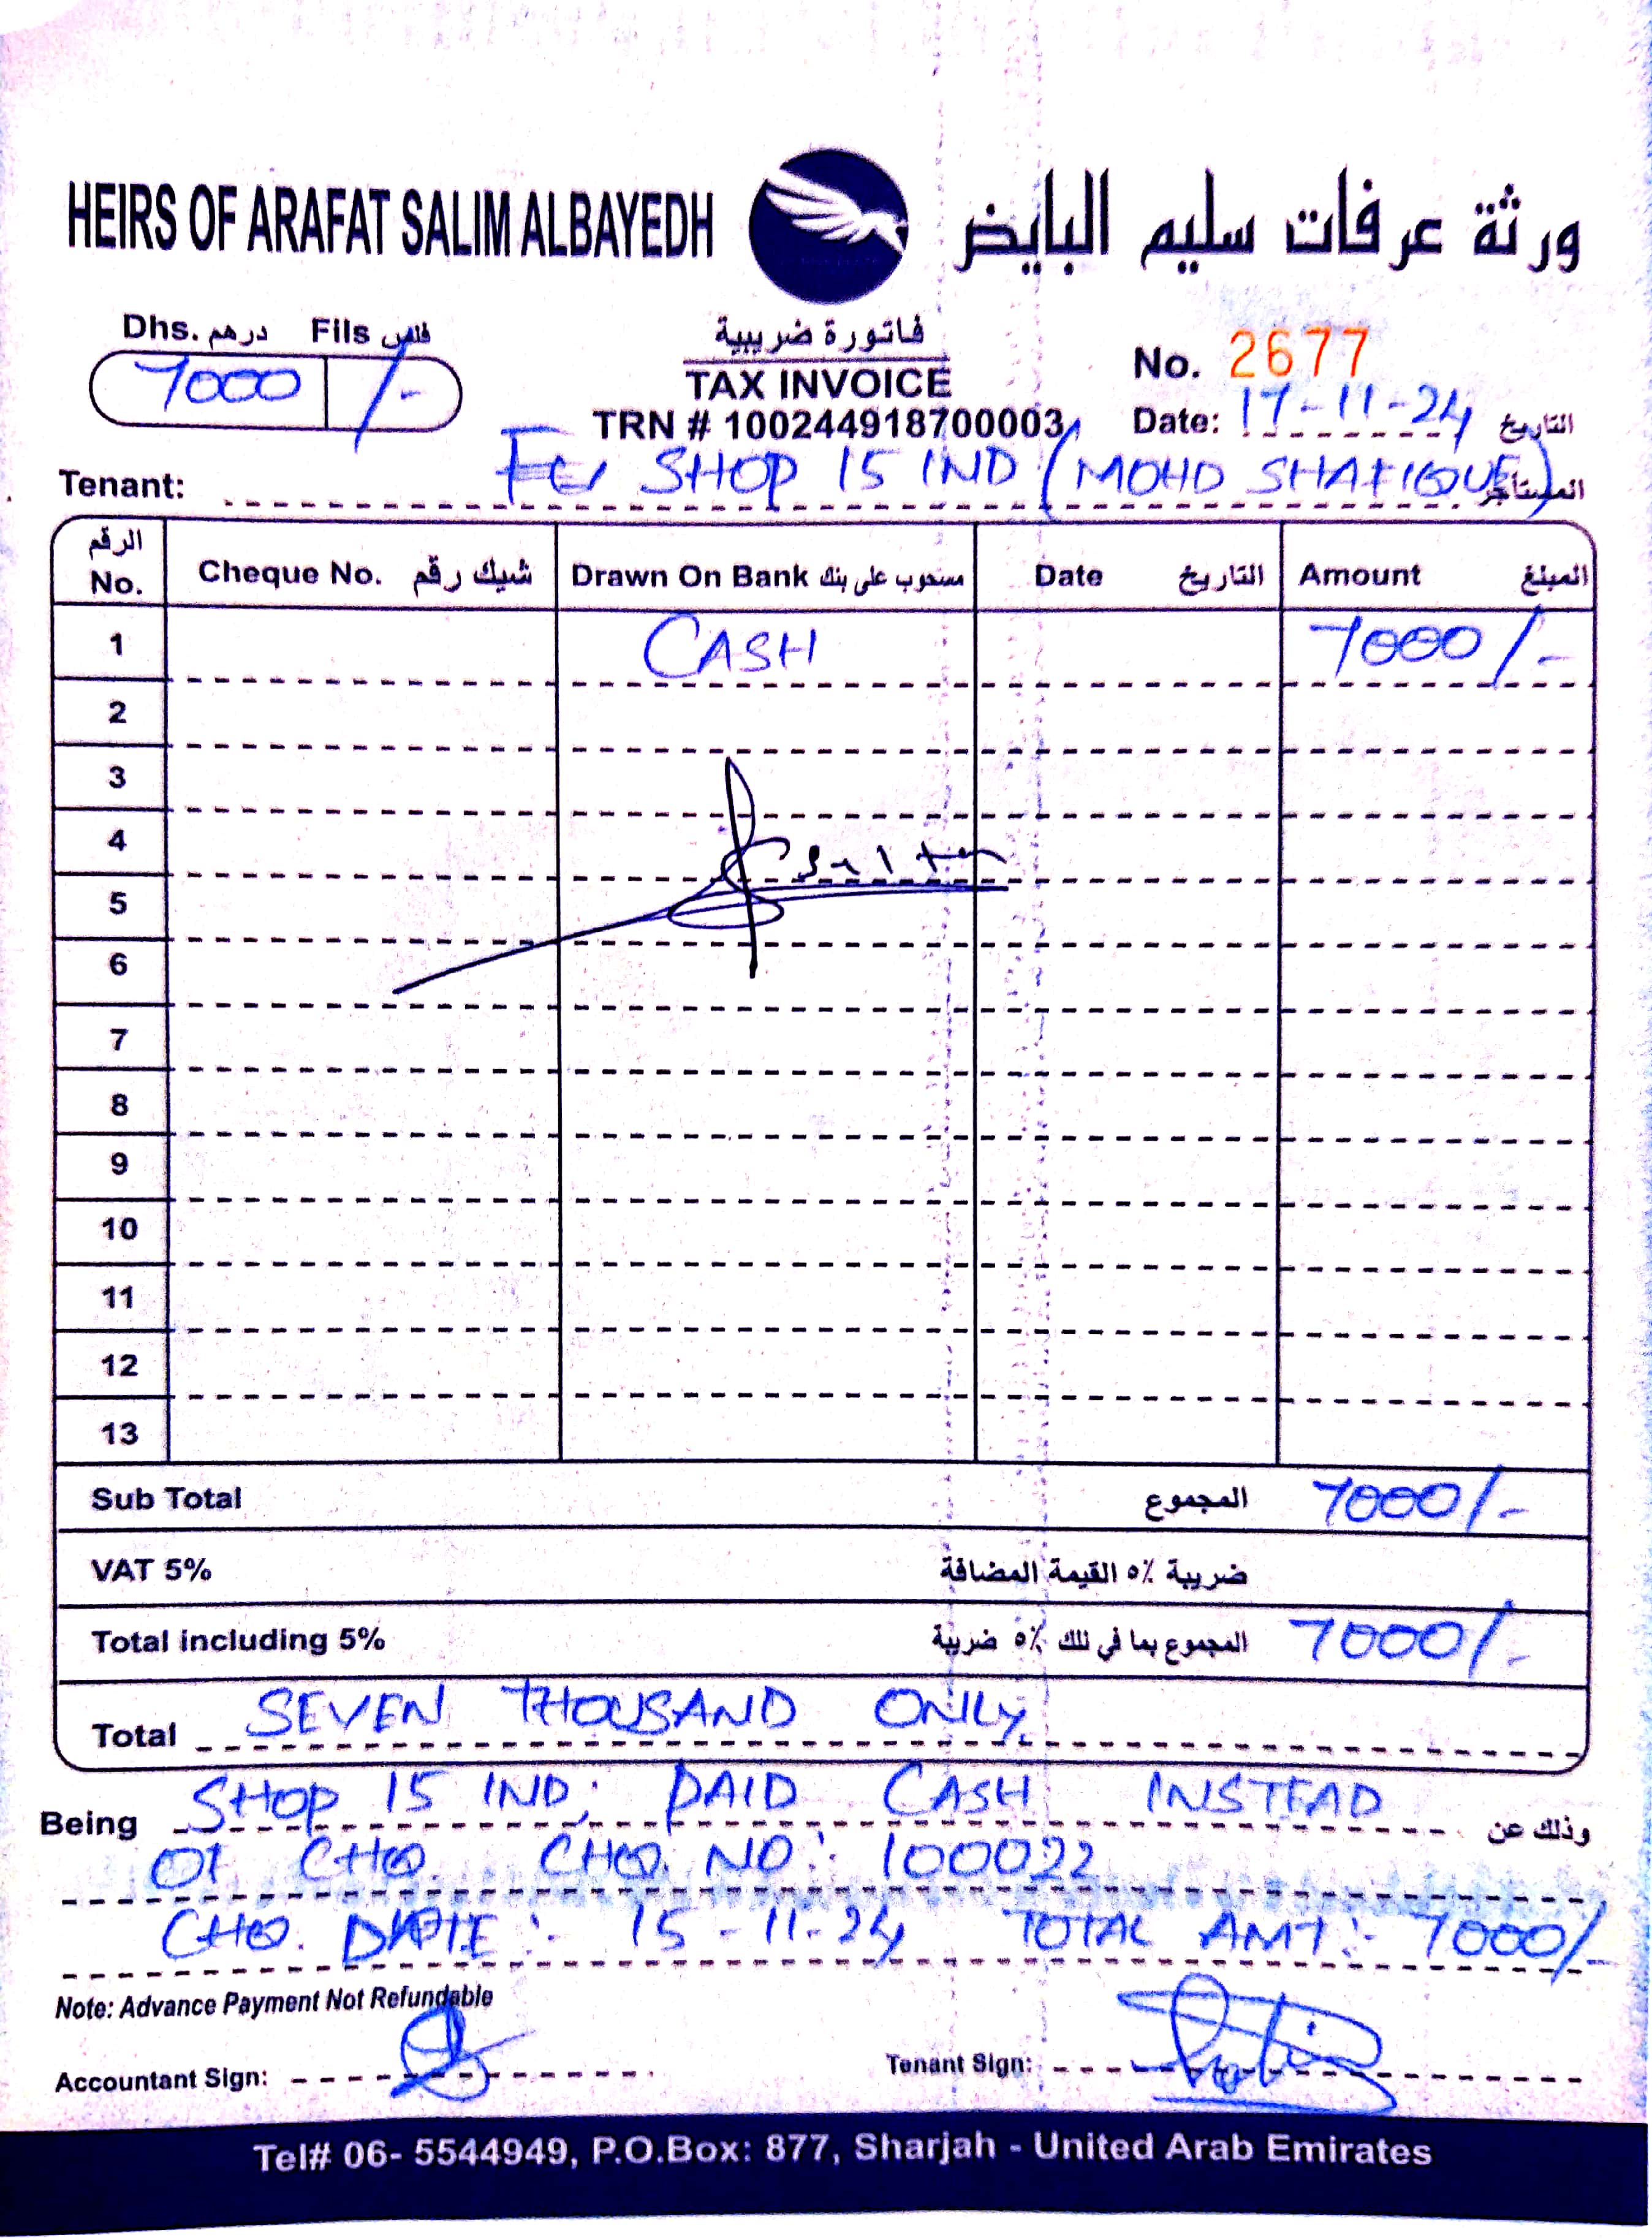 HEIRS OF ARAFAT SALIM ALBAYEDH ورثة عرفات سليم البايض
Dhs. درهم Fils فلس
7000 /-
فاتورة ضريبية
TAX INVOICE
TRN # 100244918700003
No. 2677
Date: 17-11-24 التاريخ
Tenant: SHOP 15 IND (MOHD SHAFIQUE) المستأجر
الرقم No. Cheque No. شيك رقم Drawn On Bank مسحوب على بنك Date التاريخ Amount المبلغ
1 CASH 7000/-
2
3
4
5
6
7
8
9
10
11
12
13
Sub Total المجموع 7000/-
VAT 5% ضريبة ٥٪ القيمة المضافة
Total including 5% المجموع بما في ذلك ٥٪ ضريبة 7000/-
Total SEVEN THOUSAND ONLY
Being SHOP 15 IND; PAID CASH INSTEAD وذلك عن
OF CHQ. CHQ. NO: 100022
CHQ. DATE:- 15-11-24 TOTAL AMT:- 7000/-
Note: Advance Payment Not Refundable
Accountant Sign: Tenant Sign:
Tel# 06- 5544949, P.O.Box: 877, Sharjah - United Arab Emirates